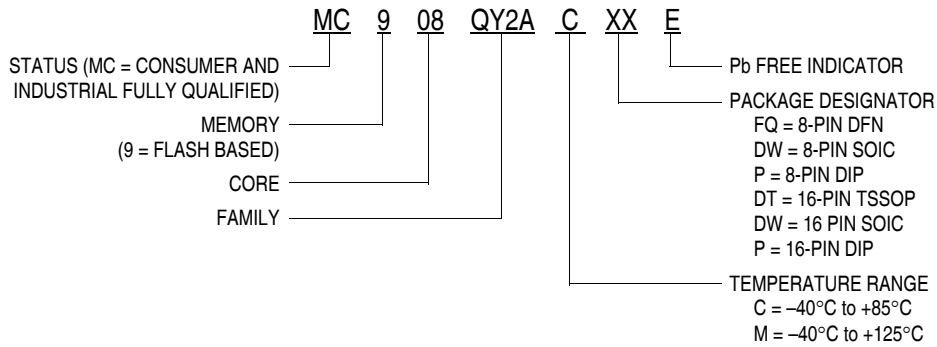 MC 9 08 QY2A C XX E
STATUS (MC = CONSUMER AND
INDUSTRIAL FULLY QUALIFIED)
MEMORY
(9 = FLASH BASED)
CORE
FAMILY
Pb FREE INDICATOR
PACKAGE DESIGNATOR
FQ = 8-PIN DFN
DW = 8-PIN SOIC
P = 8-PIN DIP
DT = 16-PIN TSSOP
DW = 16 PIN SOIC
P = 16-PIN DIP
TEMPERATURE RANGE
C = –40°C to +85°C
M = –40°C to +125°C